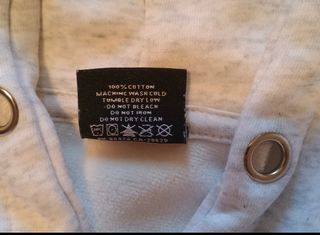 100% COTTON
MACHINE WASH COLD
TUMBLE DRY LOW
DO NOT BLEACH
DO NOT IRON
DO NOT DRY CLEAN